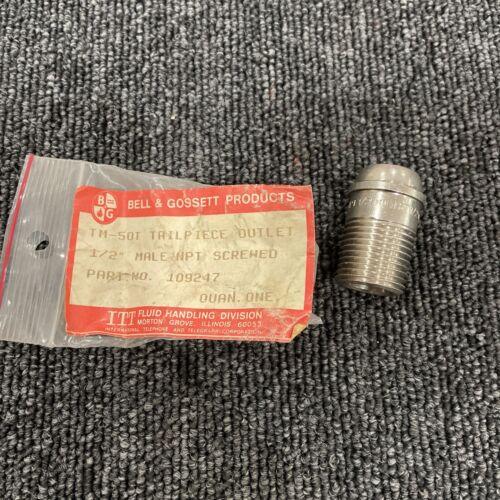 B
G
BELL & GOSSETT PRODUCTS
TM-50T TAILPIECE OUTLET
1/2" MALE NPT SCREWED
PART NO. 109247
QUAN. ONE
ITT FLUID HANDLING DIVISION
MORTON GROVE, ILLINOIS 60053
INTERNATIONAL TELEPHONE AND TELEGRAPH CORPORATION